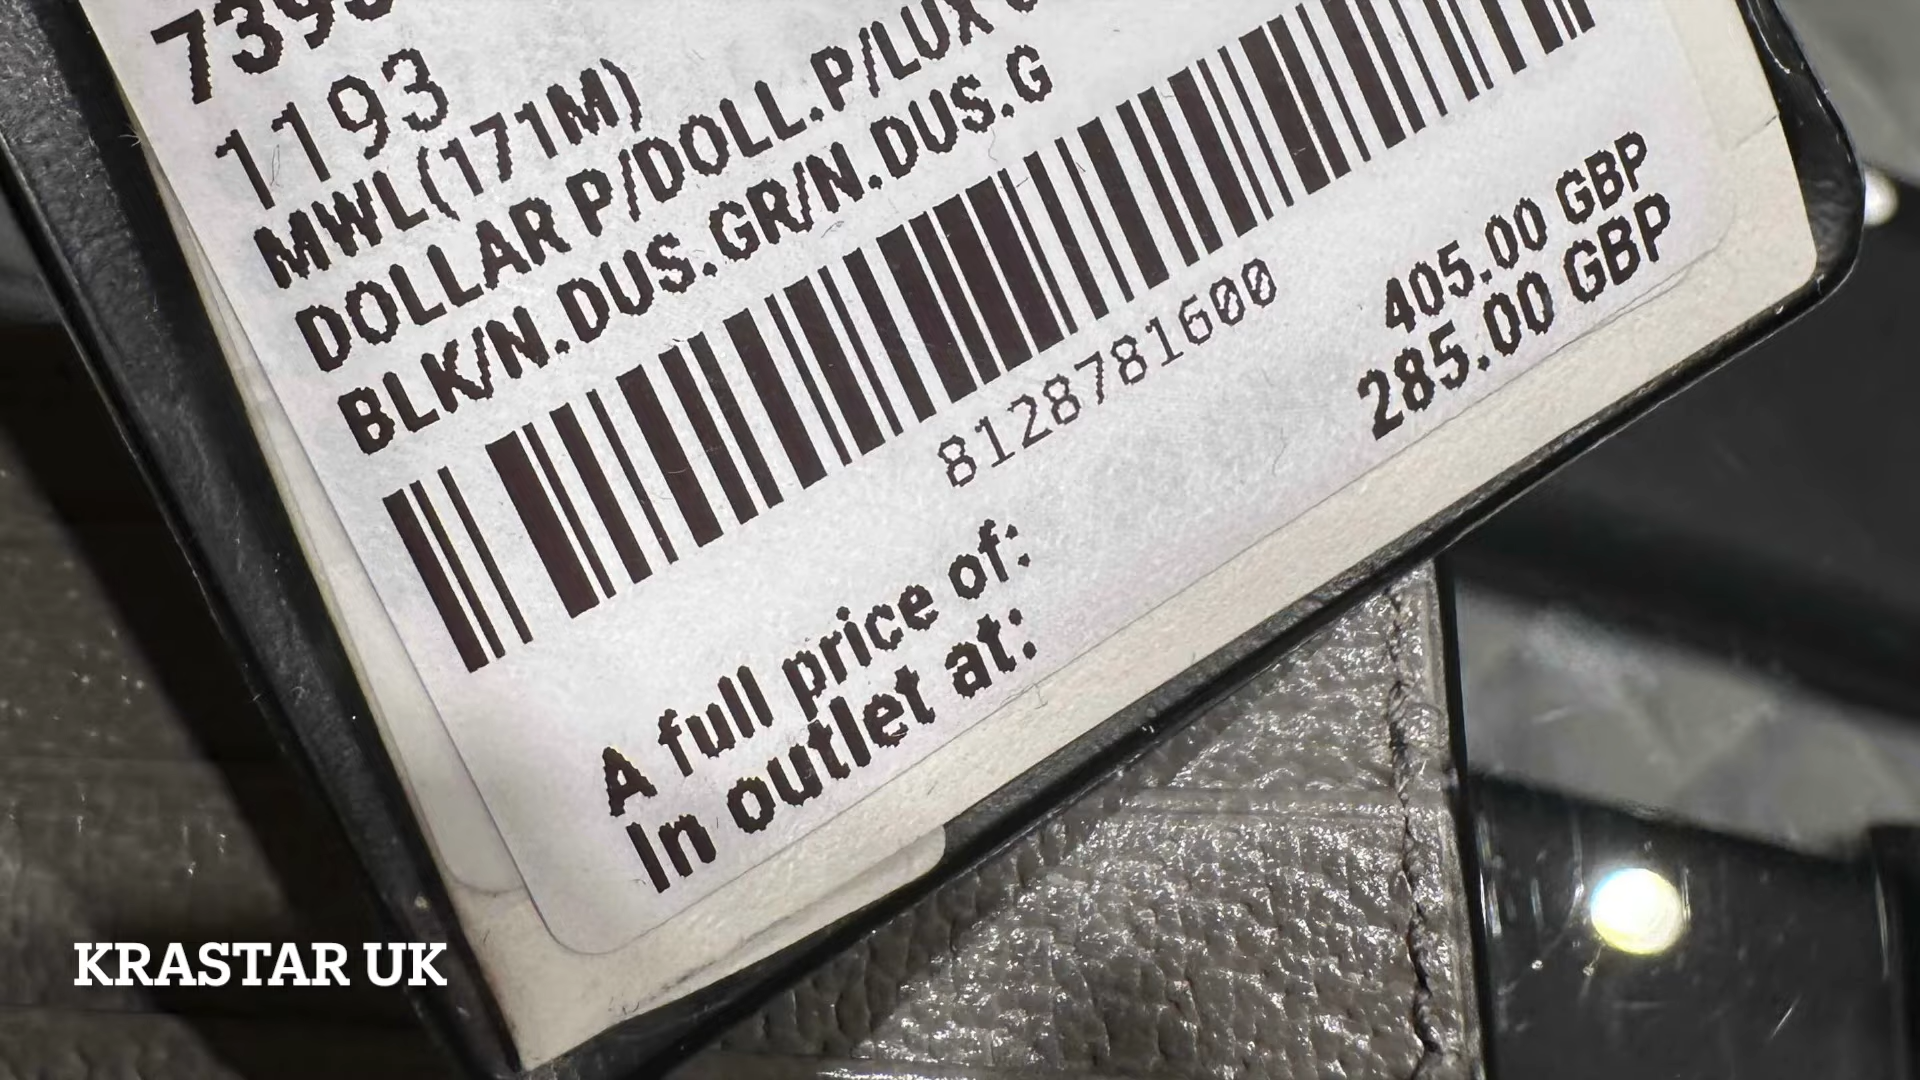 1193
MWL(171M)
DOLLAR P/DOLL.P/LUX
BLK/N.DUS.GR/N.DUS.G
8128781600
405.00 GBP
285.00 GBP
A full price of:
In outlet at:
KRASTAR UK